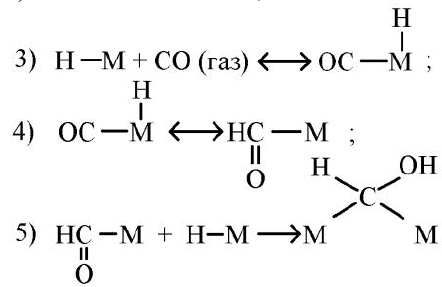 H
3) H—M + CO (газ) ⟷ OC—M ;
H
4) OC—M ⟷ HC—M ;
O
H OH
C
5) HC—M + H—M ⟶ M M
O